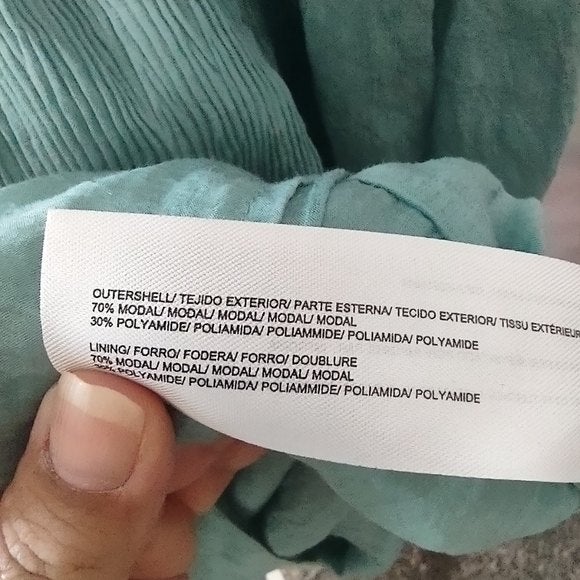 OUTERSHELL/ TEJIDO EXTERIOR/ PARTE ESTERNA/ TECIDO EXTERIOR/ TISSU EXTÉRIEUR
70% MODAL/ MODAL/ MODAL/ MODAL/ MODAL
30% POLYAMIDE/ POLIAMIDA/ POLIAMMIDE/ POLIAMIDA/ POLYAMIDE
LINING/ FORRO/ FODERA/ FORRO/ DOUBLURE
70% MODAL/ MODAL/ MODAL/ MODAL/ MODAL
30% POLYAMIDE/ POLIAMIDA/ POLIAMMIDE/ POLIAMIDA/ POLYAMIDE